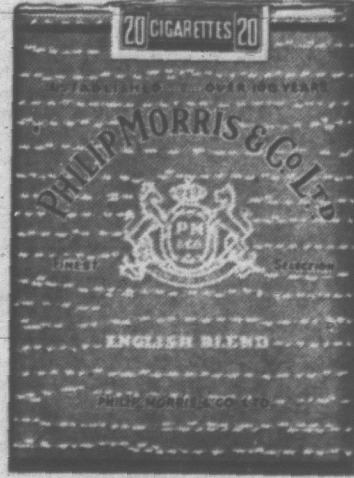 20 CIGARETTES 20
ESTABLISHED OVER 100 YEARS
PHILIP MORRIS & CO LTD
PM
FINEST SELECTION
ENGLISH BLEND
PHILIP MORRIS & CO. LTD.